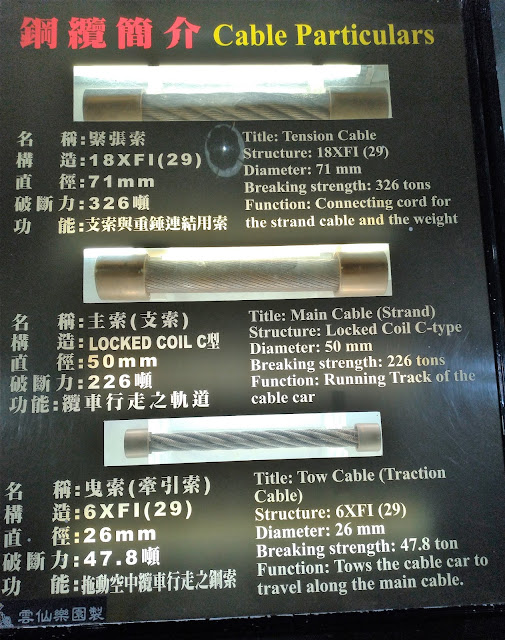 鋼纜簡介 Cable Particulars
名 稱:緊張索
構 造:18XFI(29)
直 徑:71mm
破斷力:326噸
功 能:支索與重錘連結用索
Title: Tension Cable
Structure: 18XFI (29)
Diameter: 71 mm
Breaking strength: 326 tons
Function: Connecting cord for
the strand cable and the weight
名 稱:主索(支索)
構 造:LOCKED COIL C型
直 徑:50mm
破斷力:226噸
功能:纜車行走之軌道
Title: Main Cable (Strand)
Structure: Locked Coil C-type
Diameter: 50 mm
Breaking strength: 226 tons
Function: Running Track of the
cable car
名 稱:曳索(牽引索)
構 造:6XFI(29)
直 徑:26mm
破斷力:47.8噸
功 能:拖動空中纜車行走之鋼索
Title: Tow Cable (Traction
Cable)
Structure: 6XFI (29)
Diameter: 26 mm
Breaking strength: 47.8 ton
Function: Tows the cable car to
travel along the main cable.
雲仙樂園製